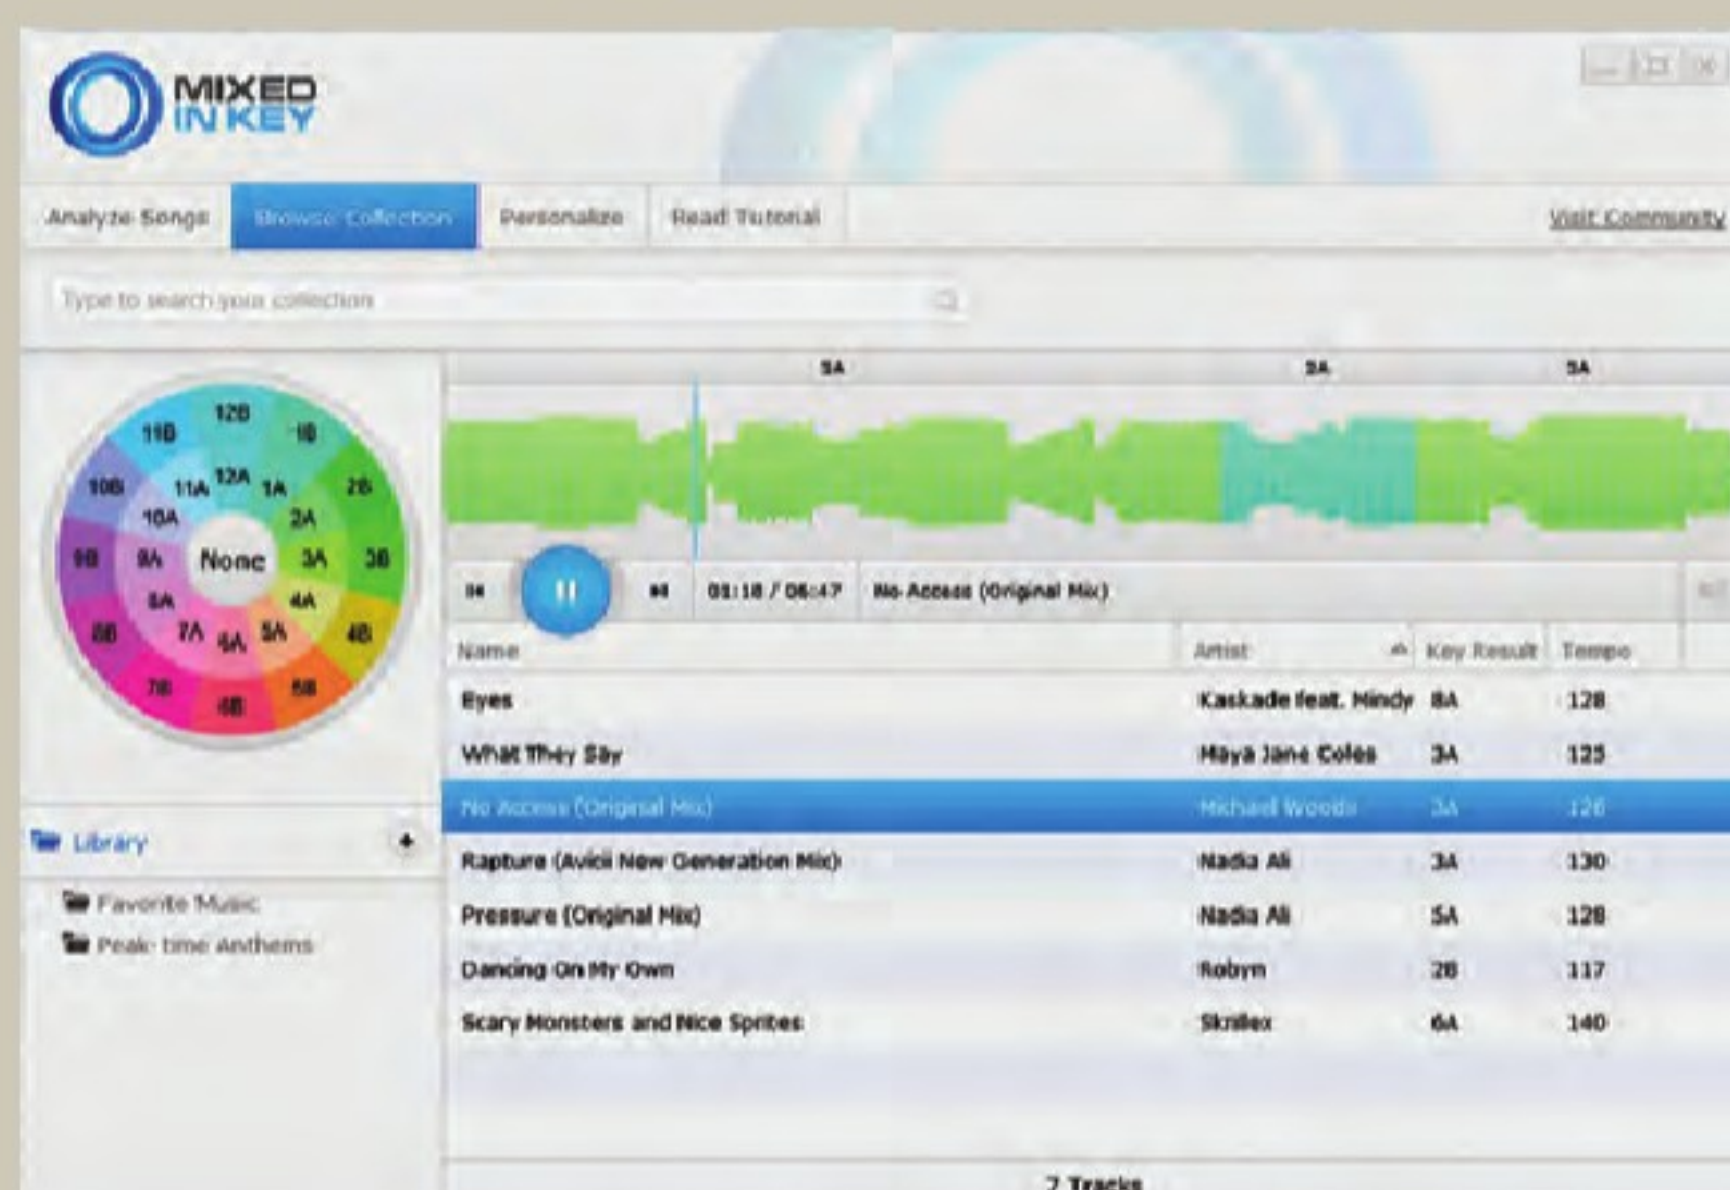 MIXED
IN KEY
Analyze Songs Browse Collection Personalize Read Tutorial Visit Community
Type to search your collection
3A 2A 3A
12B
11B 1B
12A
10B 11A 1A 2B
10A 2A
9B 9A None 3A 3B
8A 4A
8B 7A 6A 5A 4B
7B 5B
6B
01:18 / 06:47 No Access (Original Mix)
Name Artist Key Result Tempo
Eyes Kaskade feat. Mindy 8A 128
What They Say Maya Jane Coles 3A 125
No Access (Original Mix) Michael Woods 3A 126
Rapture (Avicii New Generation Mix) Nadia Ali 3A 130
Pressure (Original Mix) Nadia Ali 5A 128
Dancing On My Own Robyn 2B 117
Scary Monsters and Nice Sprites Skrillex 6A 140
Library +
Favorite Music
Peak-time Anthems
7 Tracks